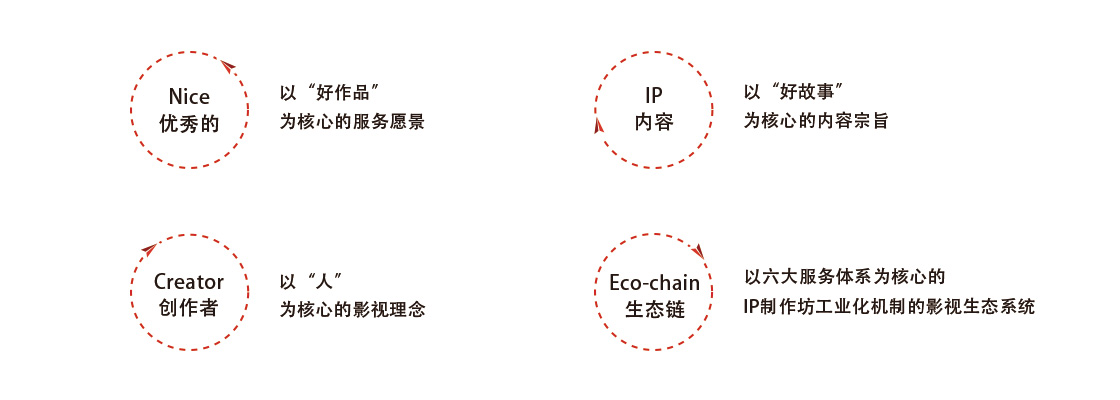 Nice
优秀的
以“好作品”
为核心的服务愿景
IP
内容
以“好故事”
为核心的内容宗旨
Creator
创作者
以“人”
为核心的影视理念
Eco-chain
生态链
以六大服务体系为核心的
IP制作坊工业化机制的影视生态系统